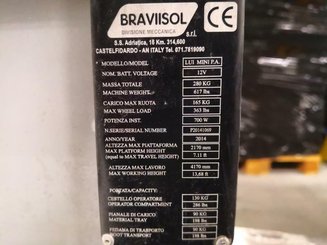 BRAVIISOL
DIVISIONE MECCANICA s.r.l. CE
S.S. Adriatica, 16 Km. 314,600
CASTELFIDARDO - AN ITALY Tel. 071.7819090
MODELLO/MODEL LUI MINI P.A.
NOM. BATT. VOLTAGE 12V
MASSA TOTALE 280 KG
MACHINE WEIGHT 617 lbs
CARICO MAX RUOTA 165 KG
MAX WHEEL LOAD 363 lbs
POTENZA INST. 700 W
N.SERIE/SERIAL NUMBER P20141069
ANNO/YEAR 2014
ALTEZZA MAX PIATTAFORMA 2170 mm
MAX PLATFORM HEIGHT 7,11 ft
(equal to MAX TRAVEL HEIGHT)
ALTEZZA MAX LAVORO 4170 mm
MAX WORKING HEIGHT 13,68 ft
PORTATA/CAPACITY:
CESTELLO OPERATORE 130 KG
OPERATOR COMPARTMENT 286 lbs
PIANALE DI CARICO 90 KG
MATERIAL TRAY 198 lbs
PEDANA DI TRASPORTO 90 KG
FOOT TRANSPORT 198 lbs